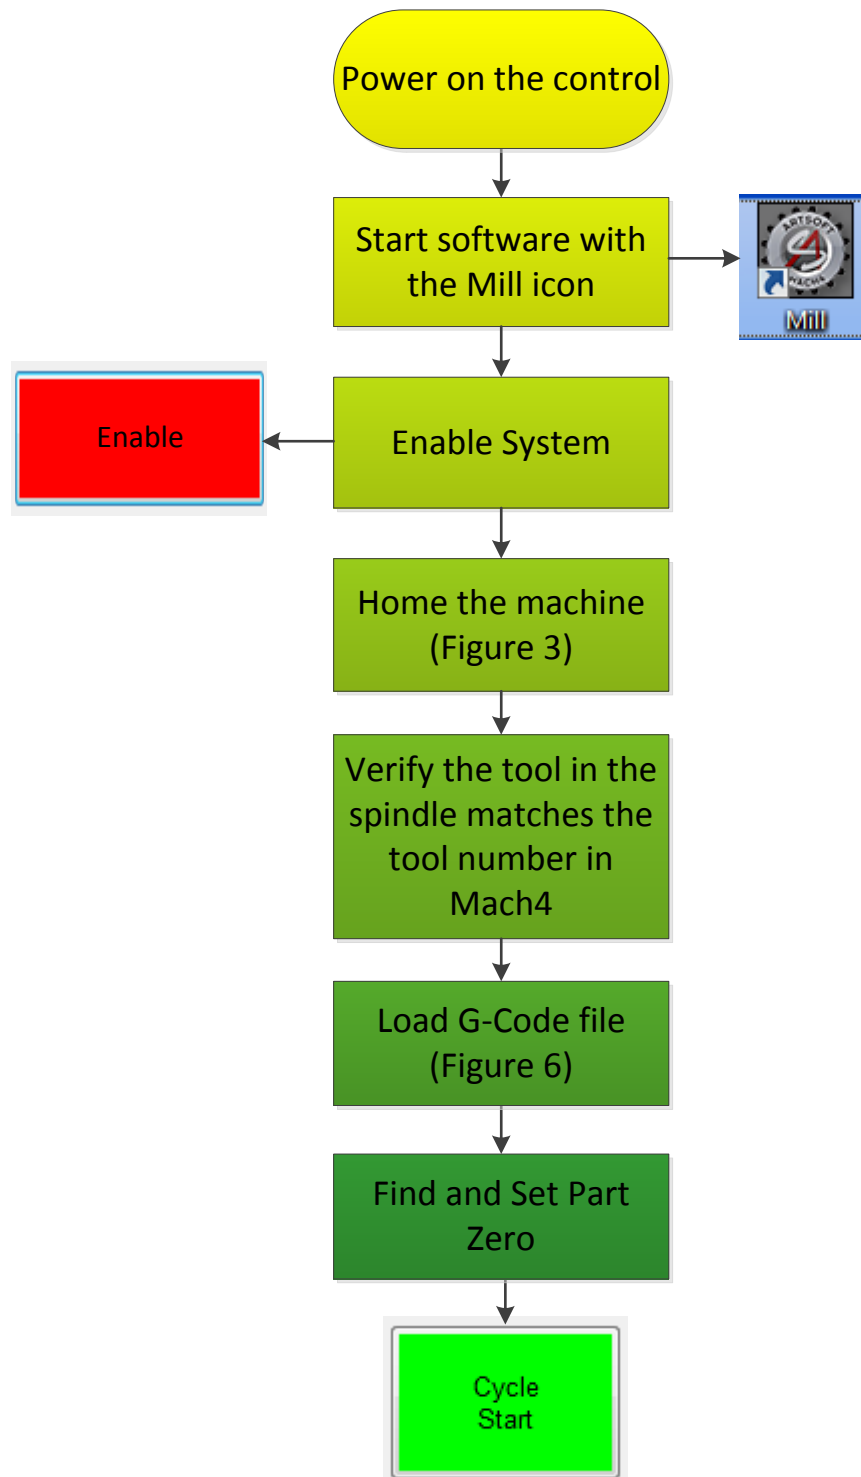 Power on the control
Start software with
the Mill icon
ARTSOFT
MACH4
Mill
Enable
Enable System
Home the machine
(Figure 3)
Verify the tool in the
spindle matches the
tool number in
Mach4
Load G-Code file
(Figure 6)
Find and Set Part
Zero
Cycle
Start